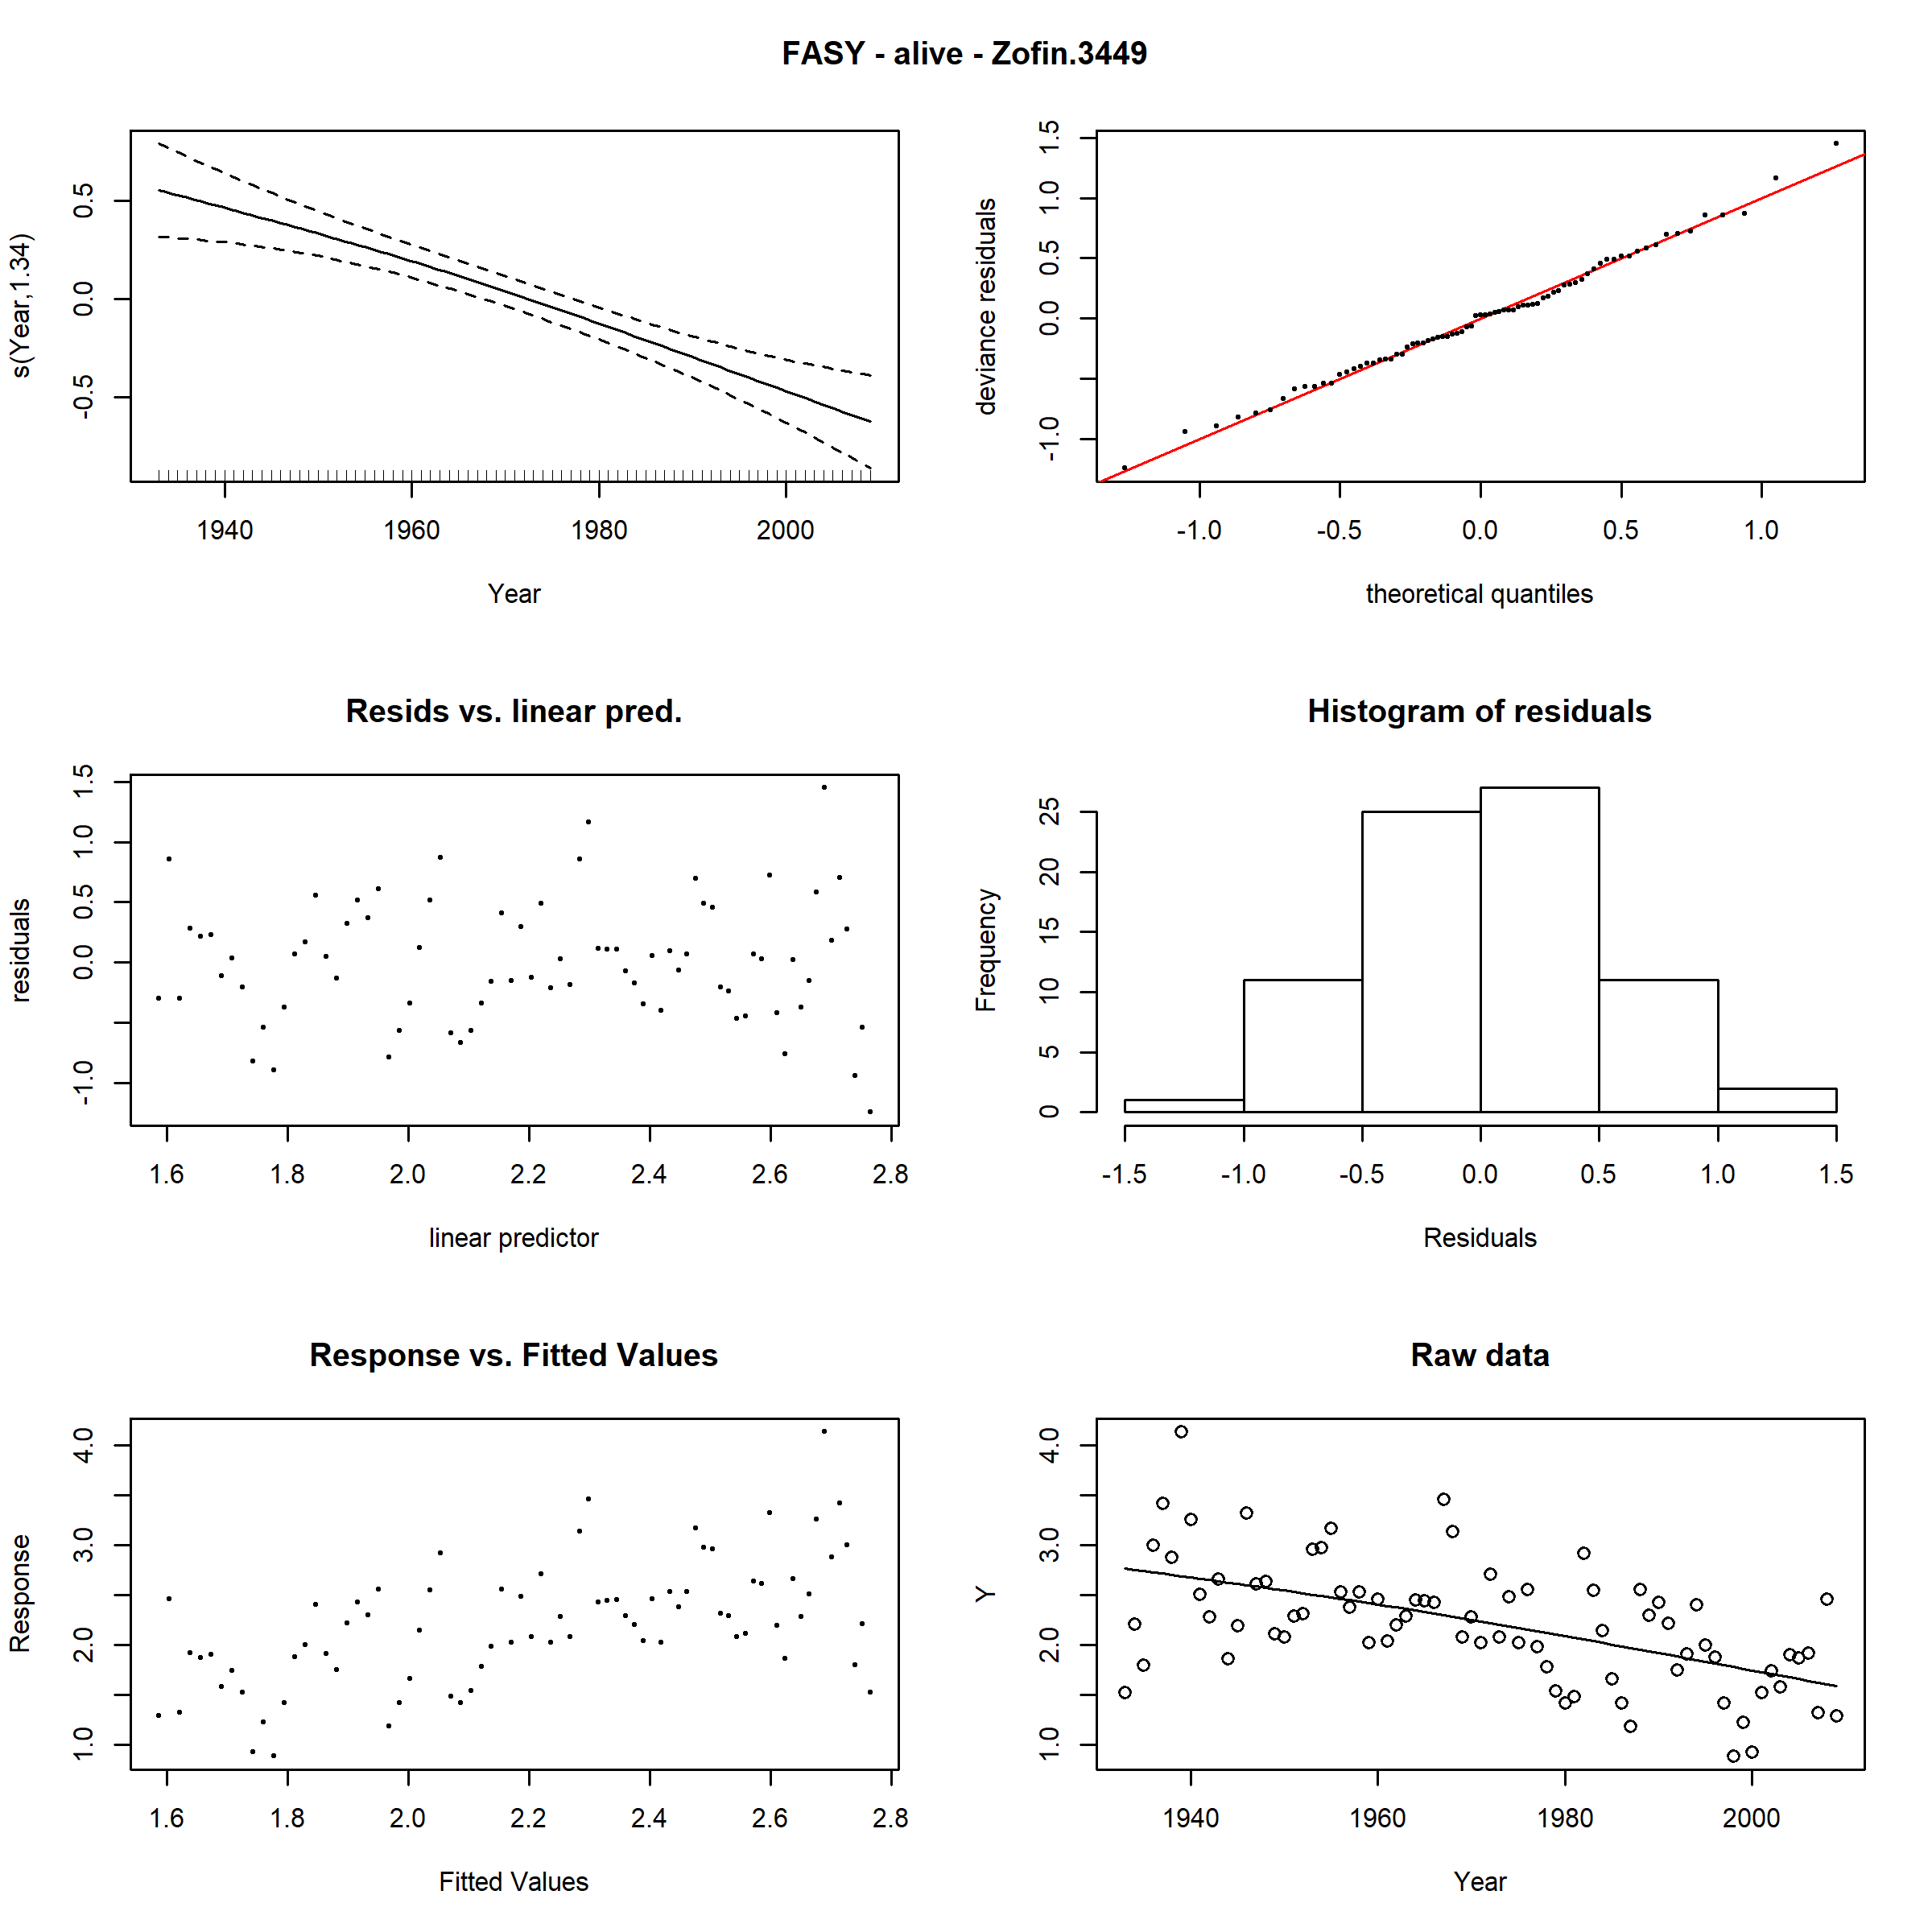 FASY - alive - Zofin.3449
s(Year,1.34)
-0.5 0.0 0.5
1940 1960 1980 2000
Year
deviance residuals
-1.0 0.0 0.5 1.0 1.5
-1.0 -0.5 0.0 0.5 1.0
theoretical quantiles
Resids vs. linear pred.
residuals
-1.0 0.0 0.5 1.0 1.5
1.6 1.8 2.0 2.2 2.4 2.6 2.8
linear predictor
Histogram of residuals
Frequency
0 5 10 15 20 25
-1.5 -1.0 -0.5 0.0 0.5 1.0 1.5
Residuals
Response vs. Fitted Values
Response
1.0 2.0 3.0 4.0
1.6 1.8 2.0 2.2 2.4 2.6 2.8
Fitted Values
Raw data
Y
1.0 2.0 3.0 4.0
1940 1960 1980 2000
Year